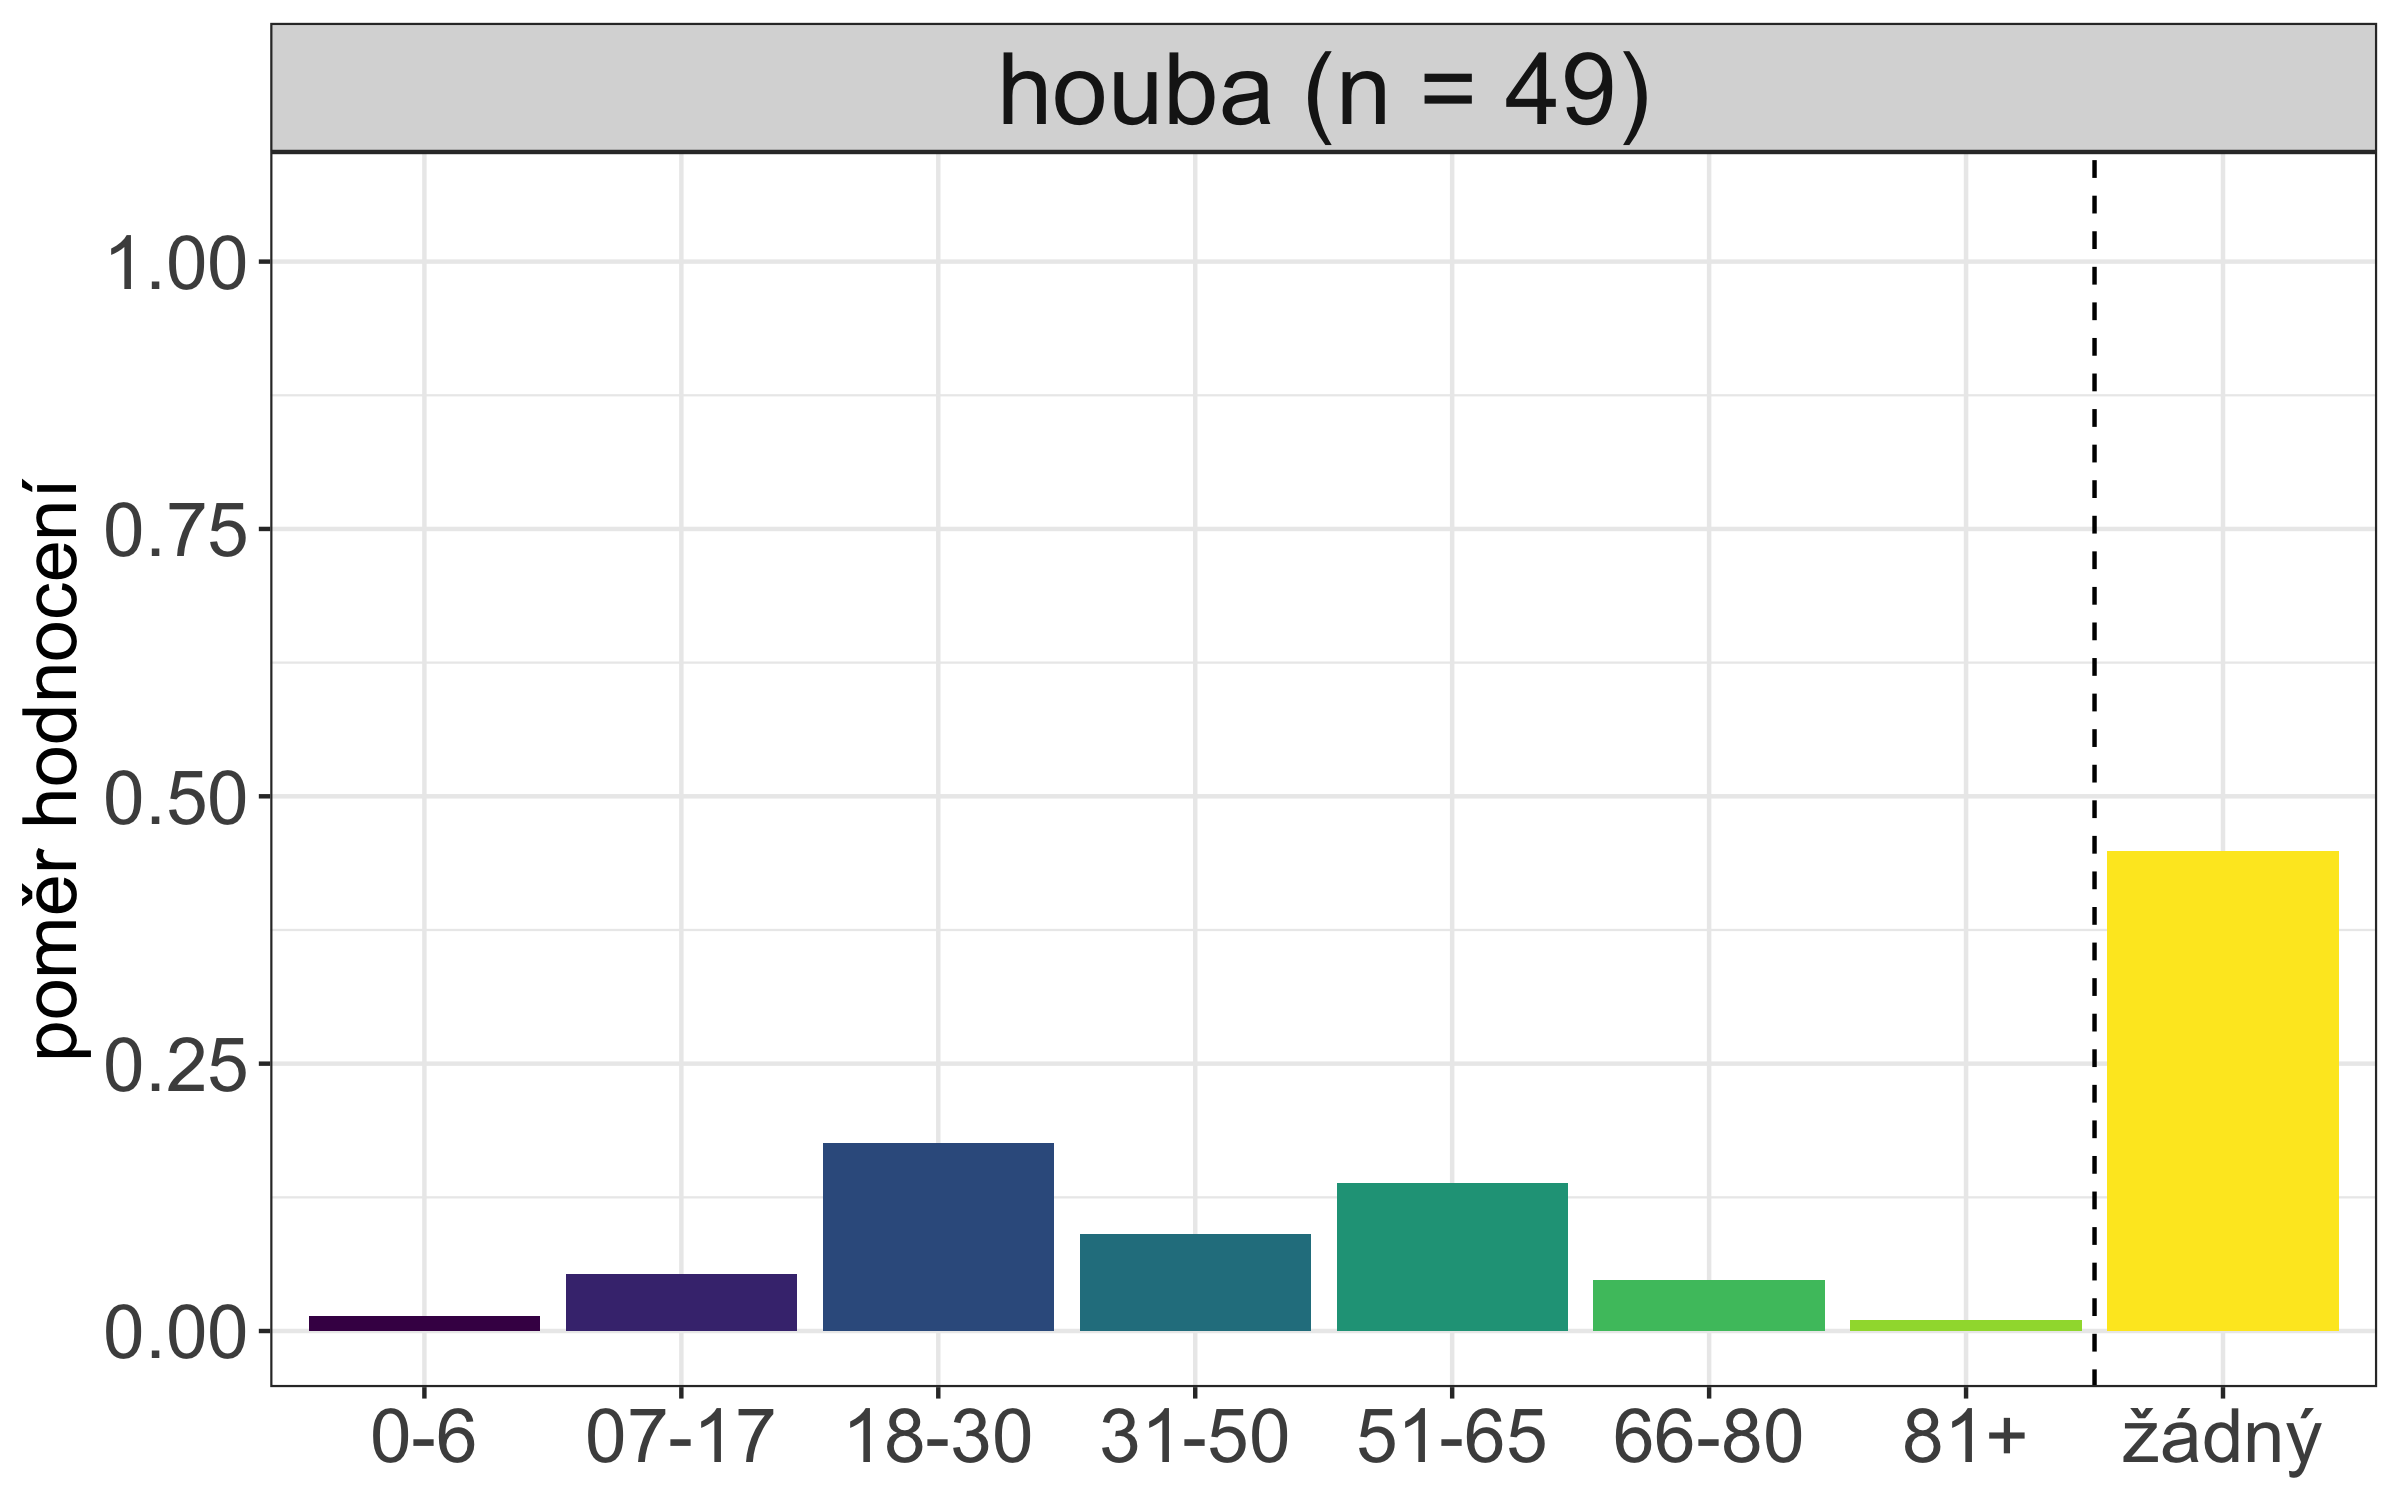 houba (n = 49)
poměr hodnocení
1.00
0.75
0.50
0.25
0.00
0-6 07-17 18-30 31-50 51-65 66-80 81+ žádný